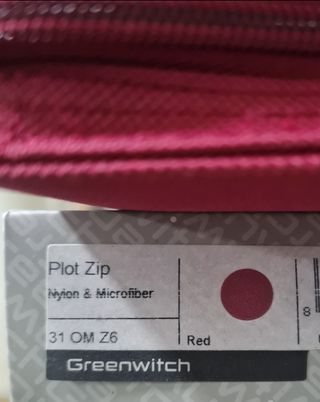 Plot Zip
Nylon & Microfiber
31 OM Z6
Red
8
Greenwitch